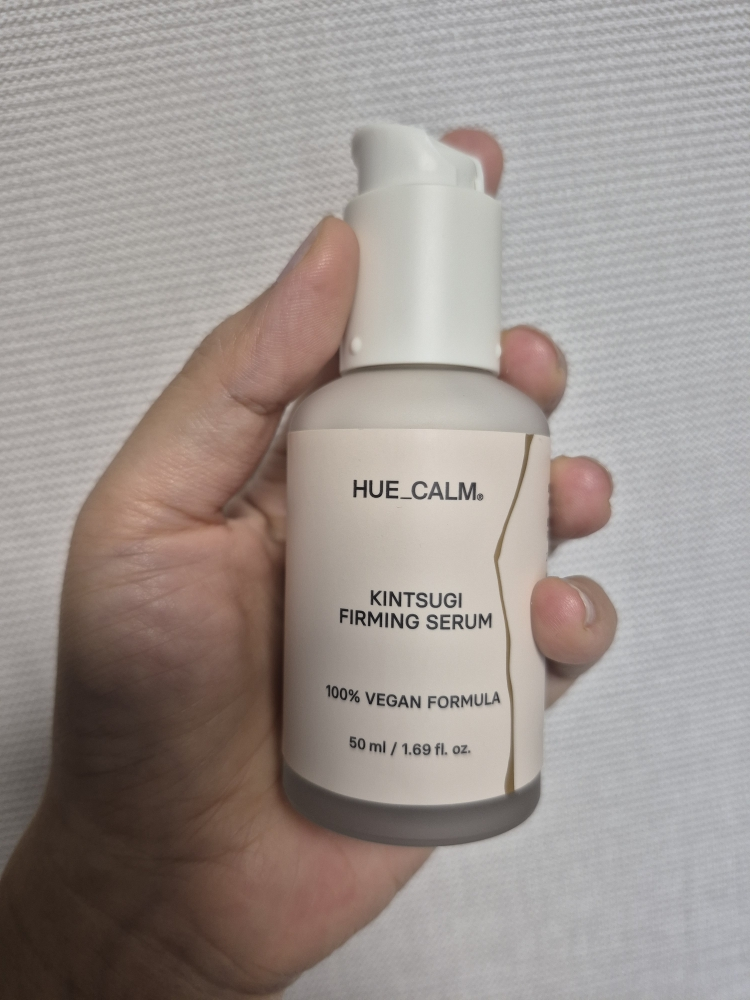 HUE_CALM®
KINTSUGI
FIRMING SERUM
100% VEGAN FORMULA
50 ml / 1.69 fl. oz.